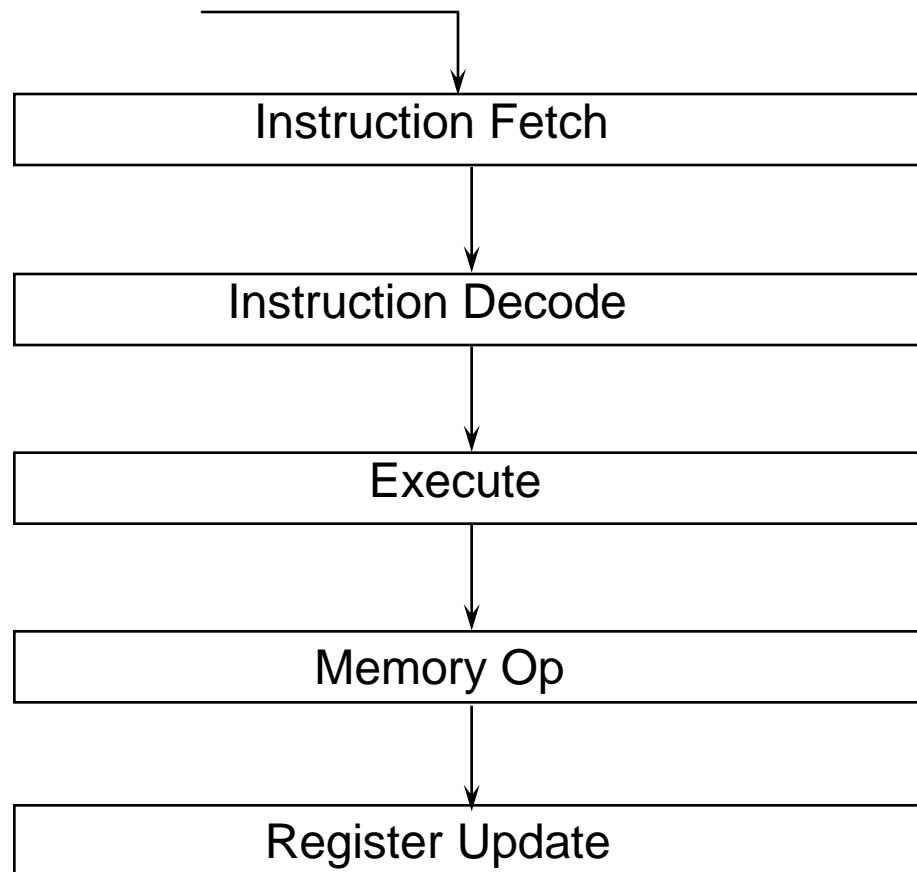 Instruction Fetch
Instruction Decode
Execute
Memory Op
Register Update